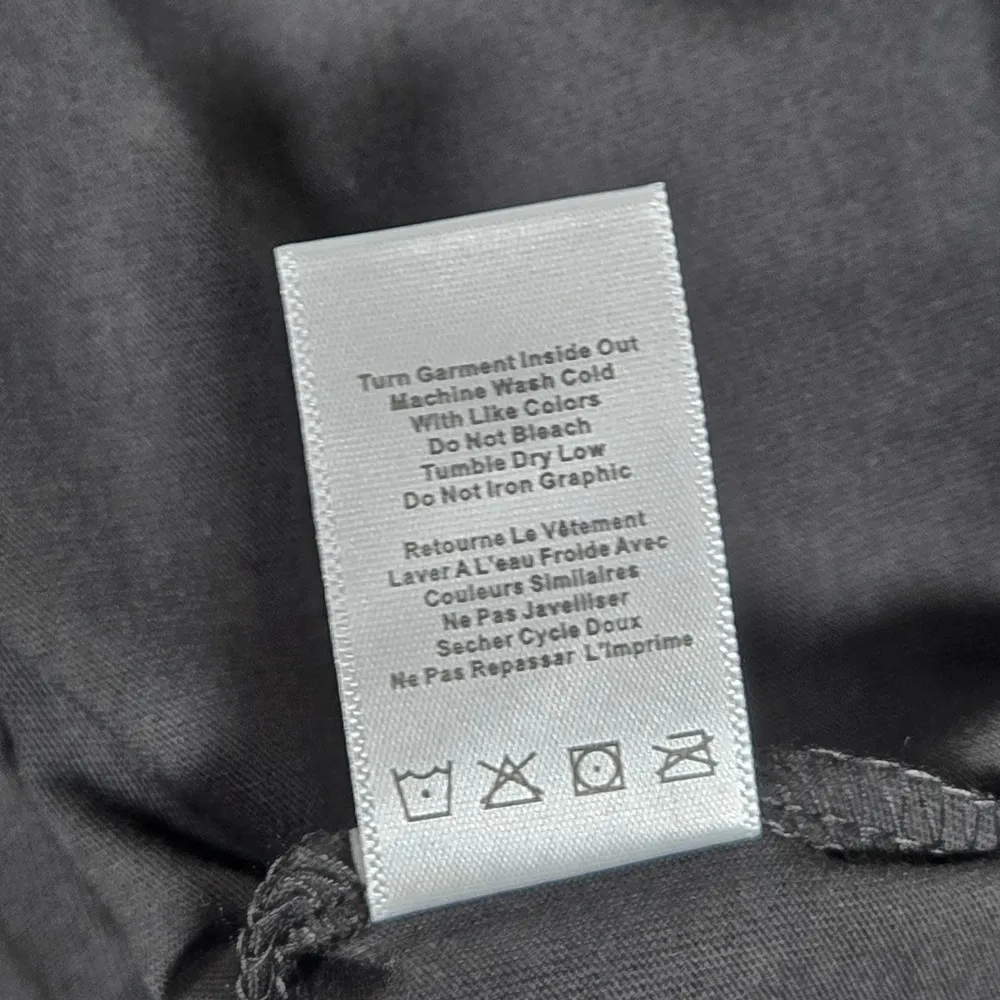 Turn Garment Inside Out
Machine Wash Cold
With Like Colors
Do Not Bleach
Tumble Dry Low
Do Not Iron Graphic
Retourne Le Vêtement
Laver A L'eau Froide Avec
Couleurs Similaires
Ne Pas Javelliser
Secher Cycle Doux
Ne Pas Repassar L'Imprime